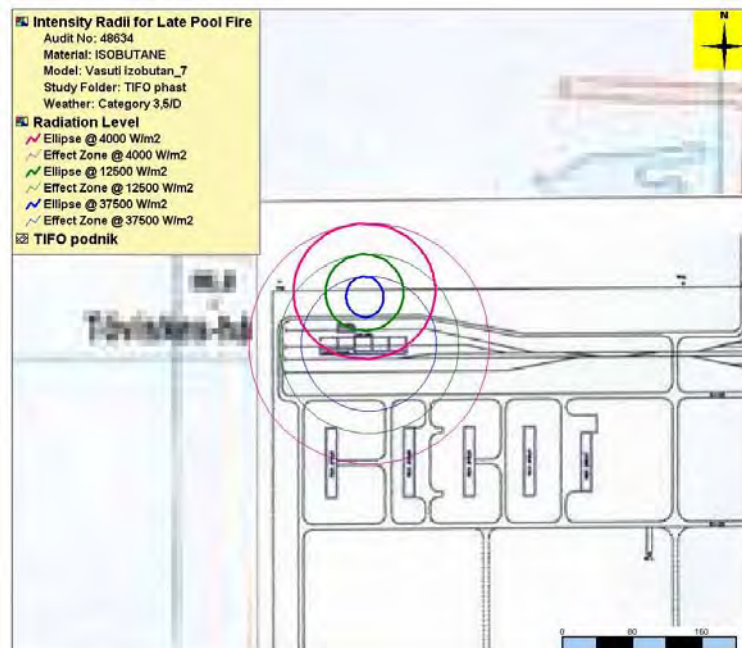 Intensity Radii for Late Pool Fire
Audit No: 48634
Material: ISOBUTANE
Model: Vasuti izobutan_7
Study Folder: TIFO phast
Weather: Category 3,5/D
Radiation Level
Ellipse @ 4000 W/m2
Effect Zone @ 4000 W/m2
Ellipse @ 12500 W/m2
Effect Zone @ 12500 W/m2
Ellipse @ 37500 W/m2
Effect Zone @ 37500 W/m2
TIFO podnik
N
0 80 160